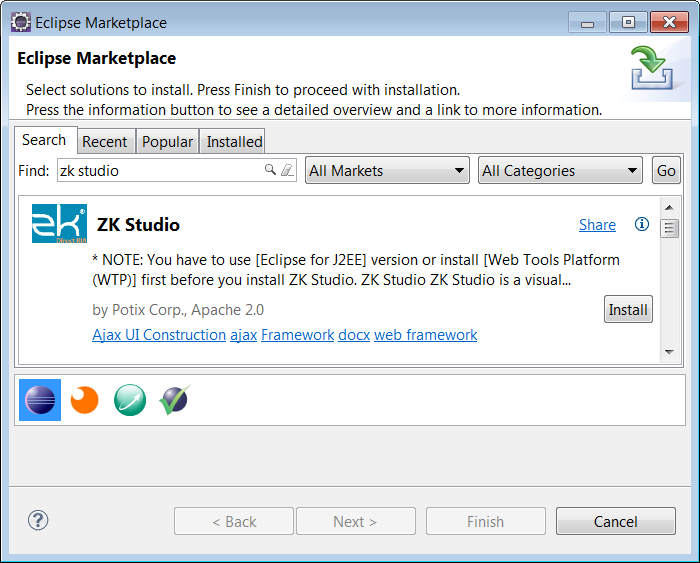 Eclipse Marketplace
Eclipse Marketplace
Select solutions to install. Press Finish to proceed with installation.
Press the information button to see a detailed overview and a link to more information.
Search Recent Popular Installed
Find: zk studio All Markets All Categories Go
zk® Direct RIA
ZK Studio Share
* NOTE: You have to use [Eclipse for J2EE] version or install [Web Tools Platform
(WTP)] first before you install ZK Studio. ZK Studio ZK Studio is a visual...
by Potix Corp., Apache 2.0 Install
Ajax UI Construction ajax Framework docx web framework
< Back Next > Finish Cancel